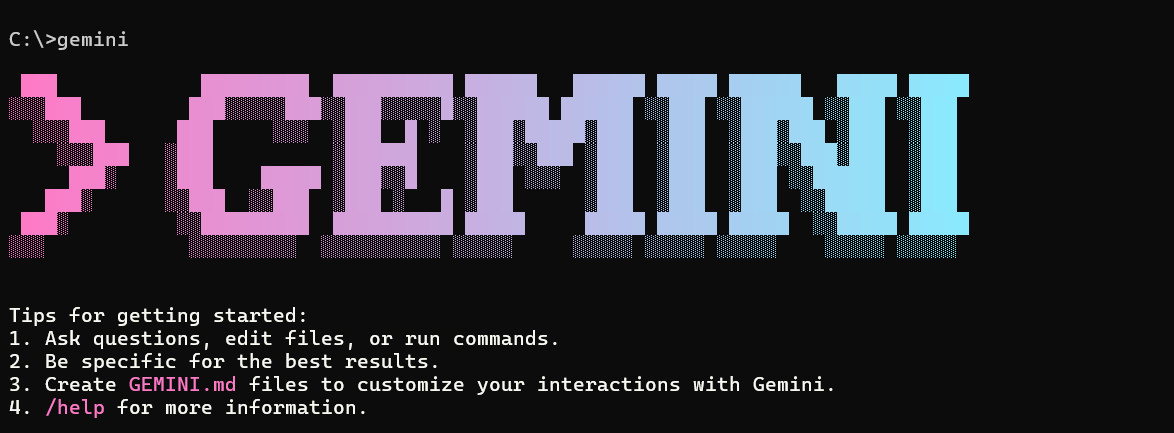 C:\>gemini
> GEMINI
Tips for getting started:
1. Ask questions, edit files, or run commands.
2. Be specific for the best results.
3. Create GEMINI.md files to customize your interactions with Gemini.
4. /help for more information.